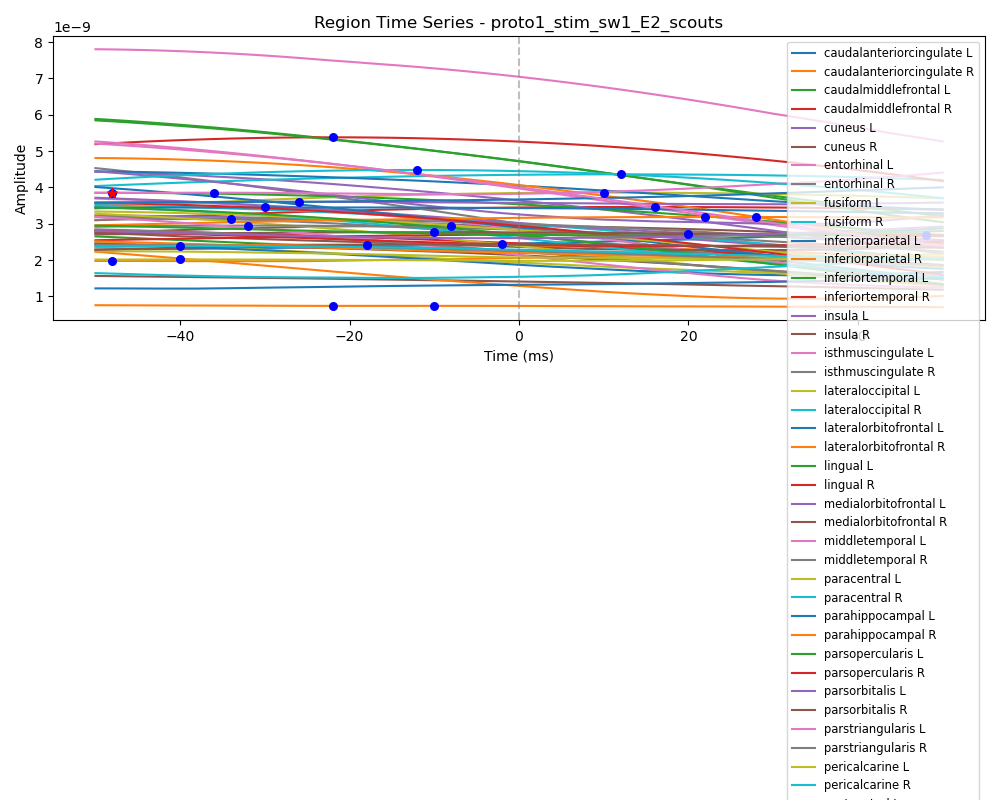 Region Time Series - proto1_stim_sw1_E2_scouts
1e−9
8
7
6
5
4
3
2
1
Amplitude
−40
−20
0
20
Time (ms)
caudalanteriorcingulate L
caudalanteriorcingulate R
caudalmiddlefrontal L
caudalmiddlefrontal R
cuneus L
cuneus R
entorhinal L
entorhinal R
fusiform L
fusiform R
inferiorparietal L
inferiorparietal R
inferiortemporal L
inferiortemporal R
insula L
insula R
isthmuscingulate L
isthmuscingulate R
lateraloccipital L
lateraloccipital R
lateralorbitofrontal L
lateralorbitofrontal R
lingual L
lingual R
medialorbitofrontal L
medialorbitofrontal R
middletemporal L
middletemporal R
paracentral L
paracentral R
parahippocampal L
parahippocampal R
parsopercularis L
parsopercularis R
parsorbitalis L
parsorbitalis R
parstriangularis L
parstriangularis R
pericalcarine L
pericalcarine R